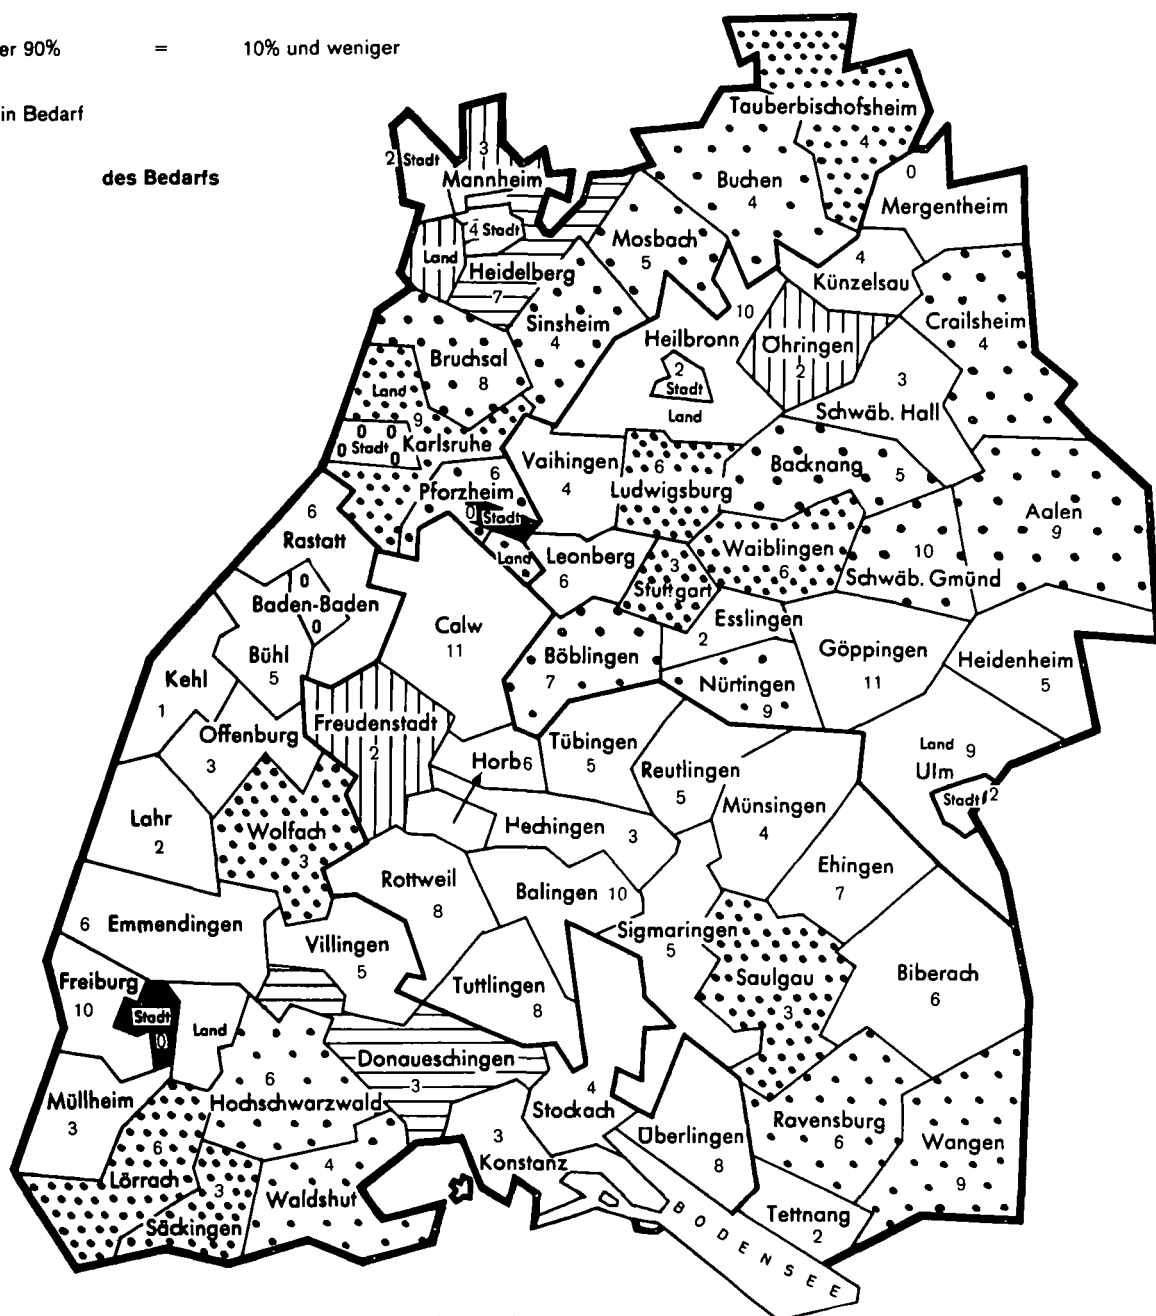 er 90% = 10% und weniger
in Bedarf
des Bedarfs
Tauberbischofsheim
4
2 Stadt
3
Mannheim
0
Mergentheim
Buchen
4
4 Stadt
Land
Heidelberg
7
Mosbach
5
4
Künzelsau
Sinsheim
4
10
Heilbronn
2
Stadt
Land
Öhringen
2
Crailsheim
4
Bruchsal
8
3
Schwäb. Hall
Land
9
0 0
0 Stadt 0
Karlsruhe
Vaihingen
4
6
Ludwigsburg
Backnang
5
6
Pforzheim
0 Stadt
Land
Aalen
9
6
Rastatt
Leonberg
6
3
Stuttgart
Waiblingen
6
10
Schwäb. Gmünd
0
Baden-Baden
0
Calw
11
Esslingen
2
Göppingen
11
Heidenheim
5
Bühl
5
Böblingen
7
Nürtingen
9
Kehl
1
Offenburg
3
Freudenstadt
2
Horb 6
Tübingen
5
Reutlingen
5
Land 9
Ulm
Stadt 2
Münsingen
4
Lahr
2
Wolfach
3
Hechingen
3
Ehingen
7
Rottweil
8
Balingen 10
6 Emmendingen
Villingen
5
Sigmaringen
5
Saulgau
3
Biberach
6
Freiburg
10
Stadt
0
Land
Tuttlingen
8
Donaueschingen
3
6
Hochschwarzwald
4
Stockach
Müllheim
3
Ravensburg
6
Wangen
9
Überlingen
8
6
Lörrach
3
Säckingen
4
Waldshut
3
Konstanz
Tettnang
2
BODENSEE